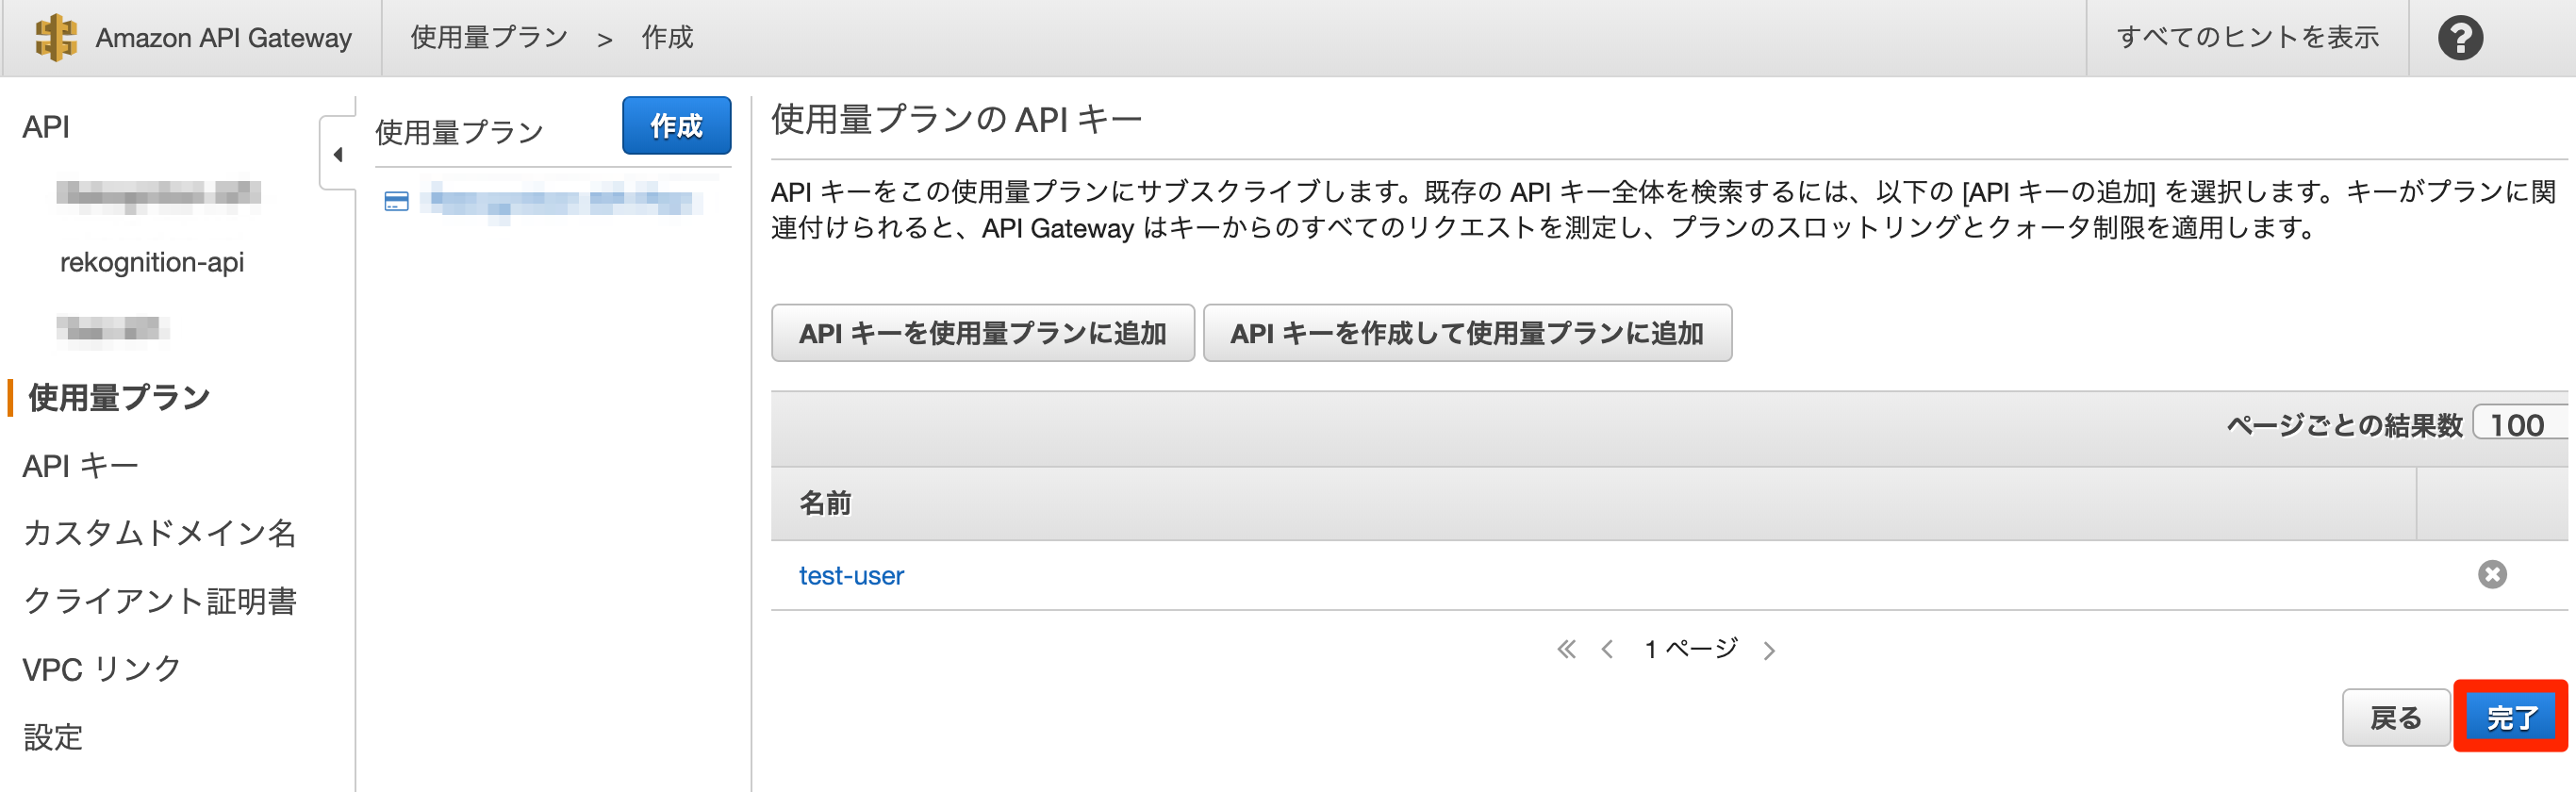 Amazon API Gateway
使用量プラン > 作成
すべてのヒントを表示
?
API
rekognition-api
使用量プラン
API キー
カスタムドメイン名
クライアント証明書
VPC リンク
設定
使用量プラン
作成
使用量プランの API キー
API キーをこの使用量プランにサブスクライブします。既存の API キー全体を検索するには、以下の [API キーの追加] を選択します。キーがプランに関
連付けられると、API Gateway はキーからのすべてのリクエストを測定し、プランのスロットリングとクォータ制限を適用します。
API キーを使用量プランに追加
API キーを作成して使用量プランに追加
ページごとの結果数 100
名前
test-user
« < 1 ページ >
戻る
完了